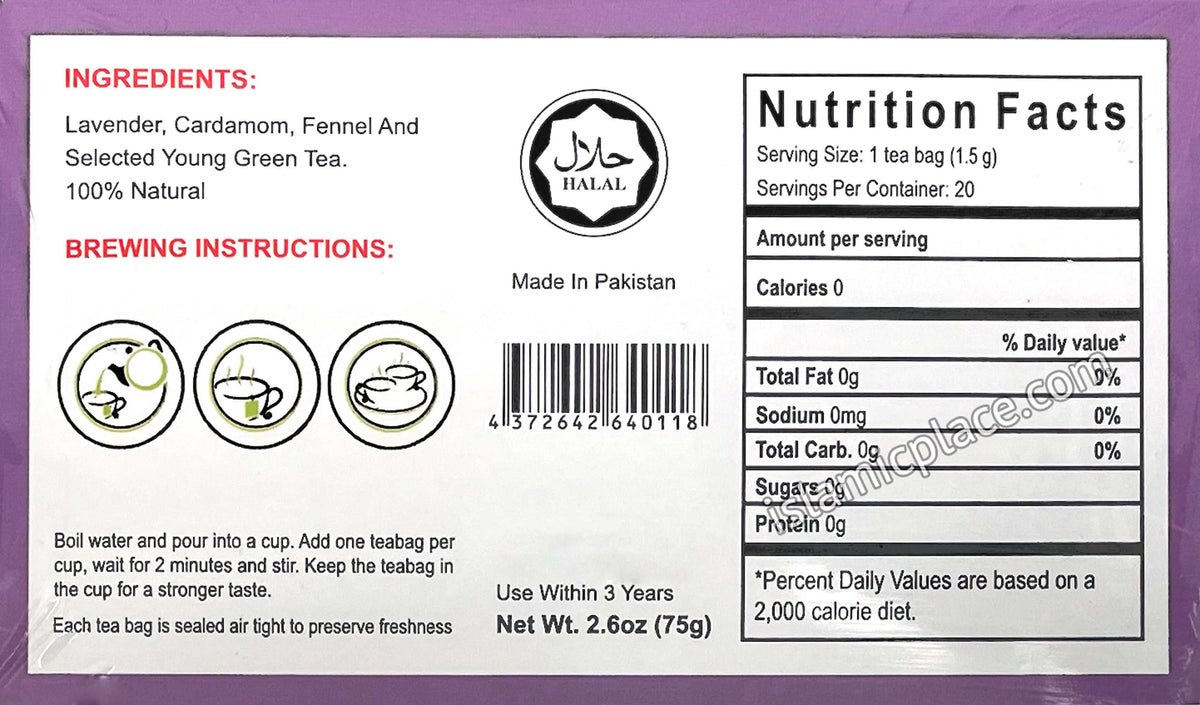 INGREDIENTS:
Lavender, Cardamom, Fennel And
Selected Young Green Tea.
100% Natural
BREWING INSTRUCTIONS:
Boil water and pour into a cup. Add one teabag per
cup, wait for 2 minutes and stir. Keep the teabag in
the cup for a stronger taste.
Each tea bag is sealed air tight to preserve freshness
حلال
HALAL
Made In Pakistan
4 372642 640118
Use Within 3 Years
Net Wt. 2.6oz (75g)
Nutrition Facts
Serving Size: 1 tea bag (1.5 g)
Servings Per Container: 20
Amount per serving
Calories 0
% Daily value*
Total Fat 0g 0%
Sodium 0mg 0%
Total Carb. 0g 0%
Sugars 0g
Protein 0g
*Percent Daily Values are based on a
2,000 calorie diet.
islamicplace.com